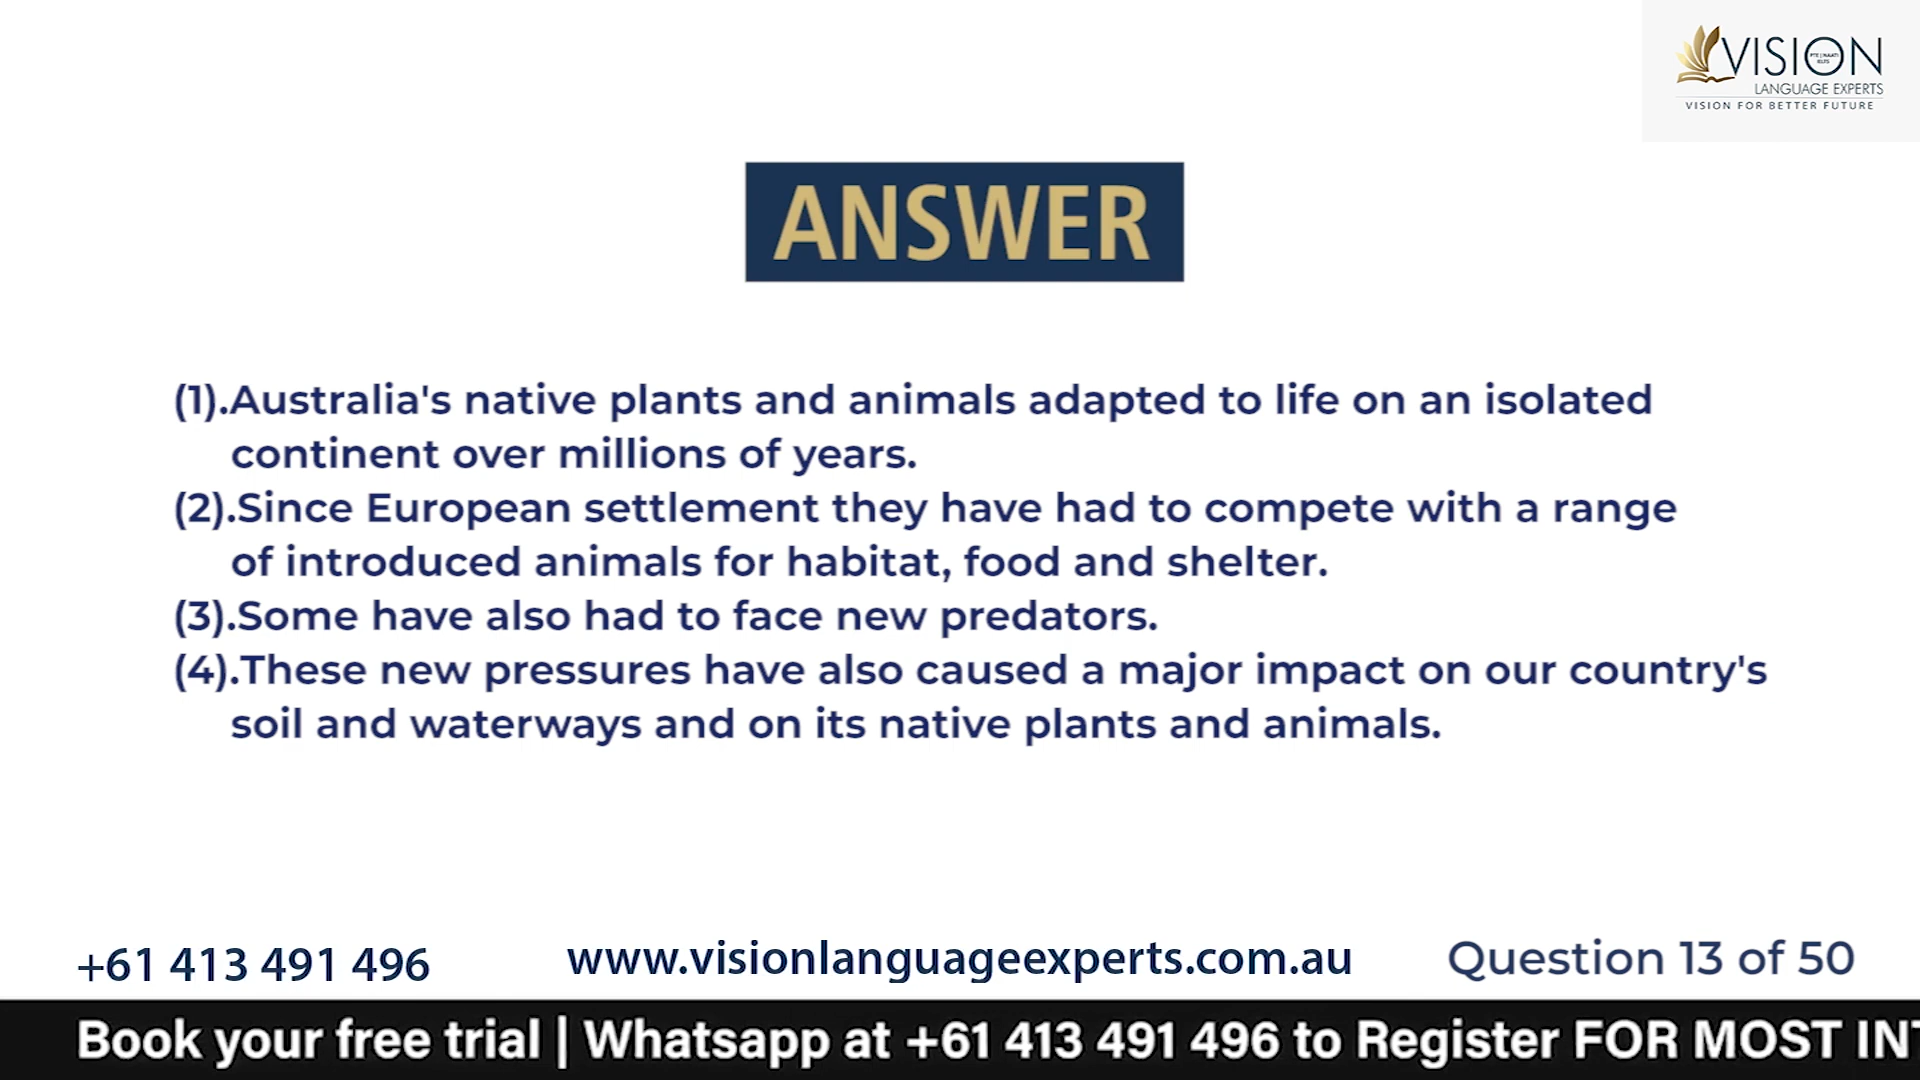 VISION
LANGUAGE EXPERTS
VISION FOR BETTER FUTURE
ANSWER
(1).Australia's native plants and animals adapted to life on an isolated
continent over millions of years.
(2).Since European settlement they have had to compete with a range
of introduced animals for habitat, food and shelter.
(3).Some have also had to face new predators.
(4).These new pressures have also caused a major impact on our country's
soil and waterways and on its native plants and animals.
+61 413 491 496
www.visionlanguageexperts.com.au
Question 13 of 50
Book your free trial | Whatsapp at +61 413 491 496 to Register FOR MOST INT